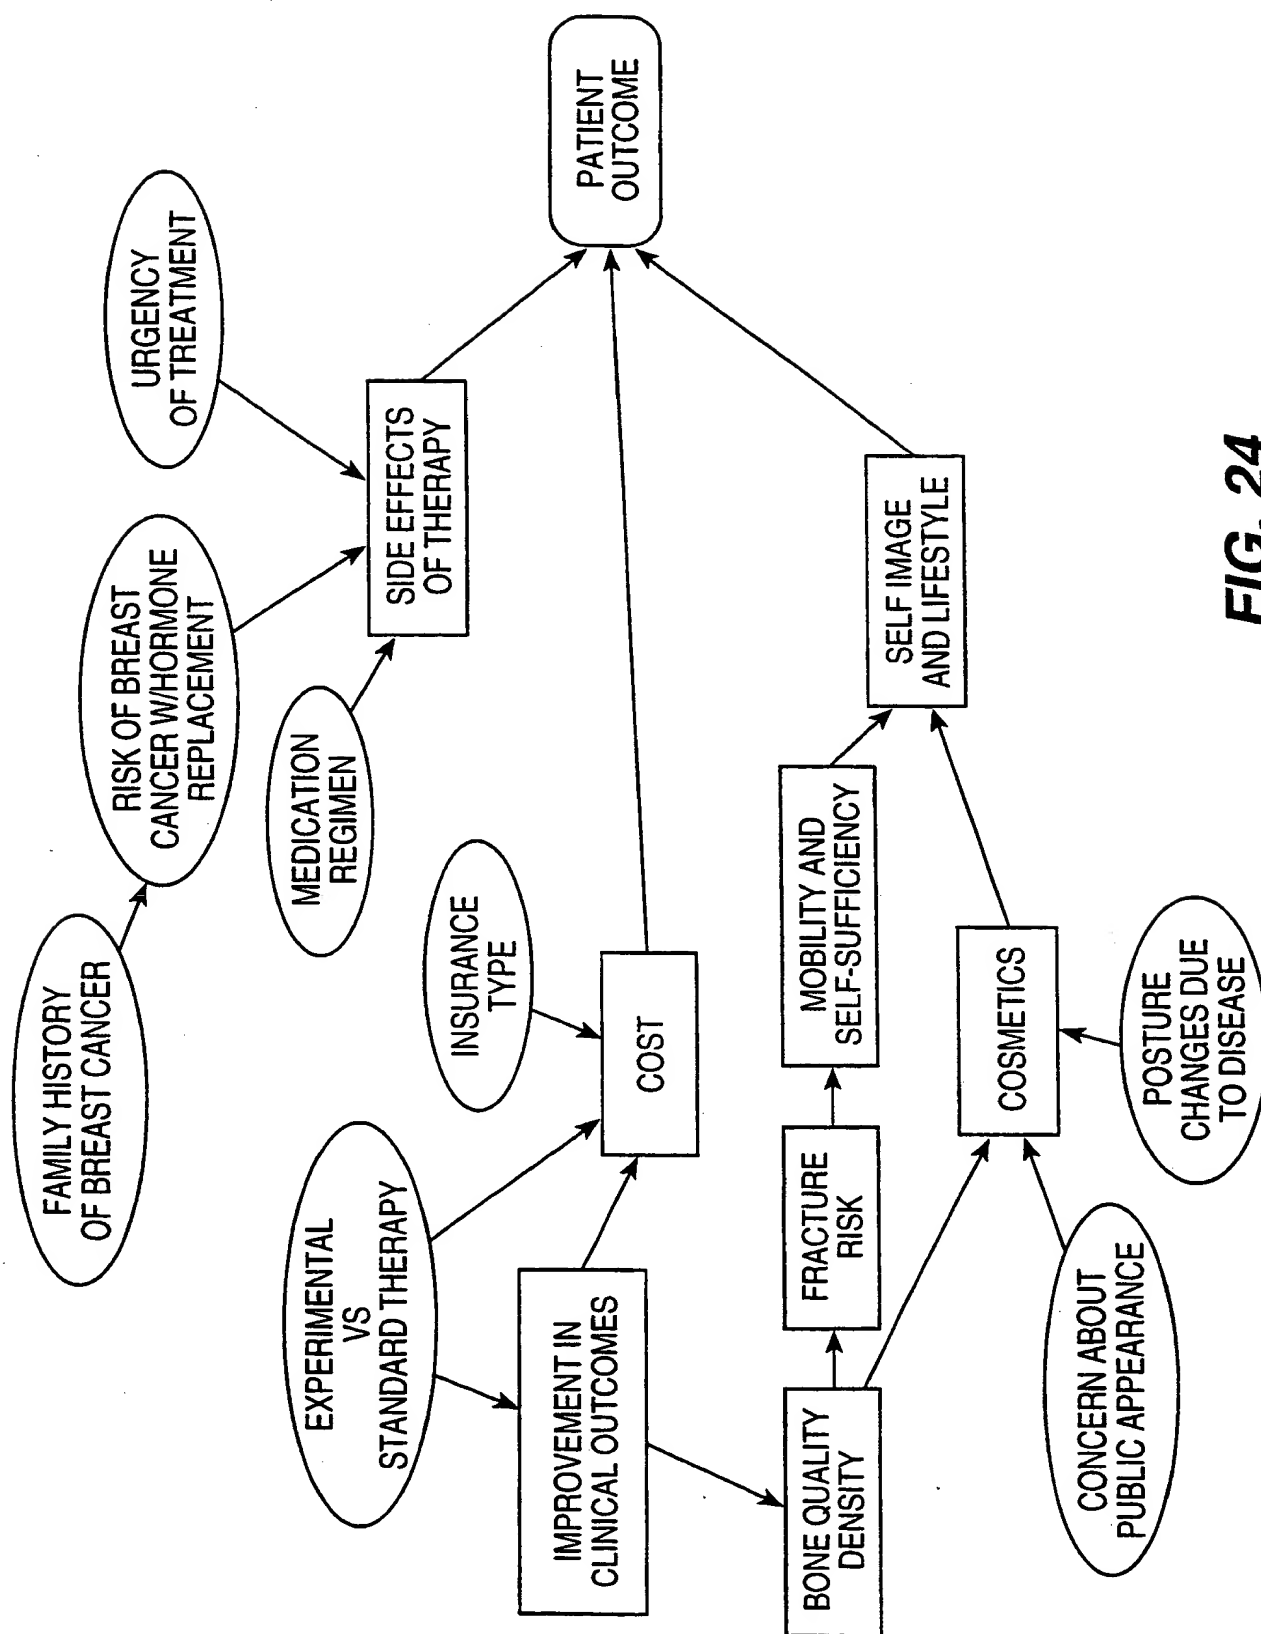 FAMILY HISTORY
OF BREAST CANCER
RISK OF BREAST
CANCER W/HORMONE
REPLACEMENT
URGENCY
OF TREATMENT
MEDICATION
REGIMEN
SIDE EFFECTS
OF THERAPY
EXPERIMENTAL
VS
STANDARD THERAPY
INSURANCE
TYPE
IMPROVEMENT IN
CLINICAL OUTCOMES
COST
PATIENT
OUTCOME
BONE QUALITY
DENSITY
FRACTURE
RISK
MOBILITY AND
SELF-SUFFICIENCY
SELF IMAGE
AND LIFESTYLE
COSMETICS
CONCERN ABOUT
PUBLIC APPEARANCE
POSTURE
CHANGES DUE
TO DISEASE
FIG. 24